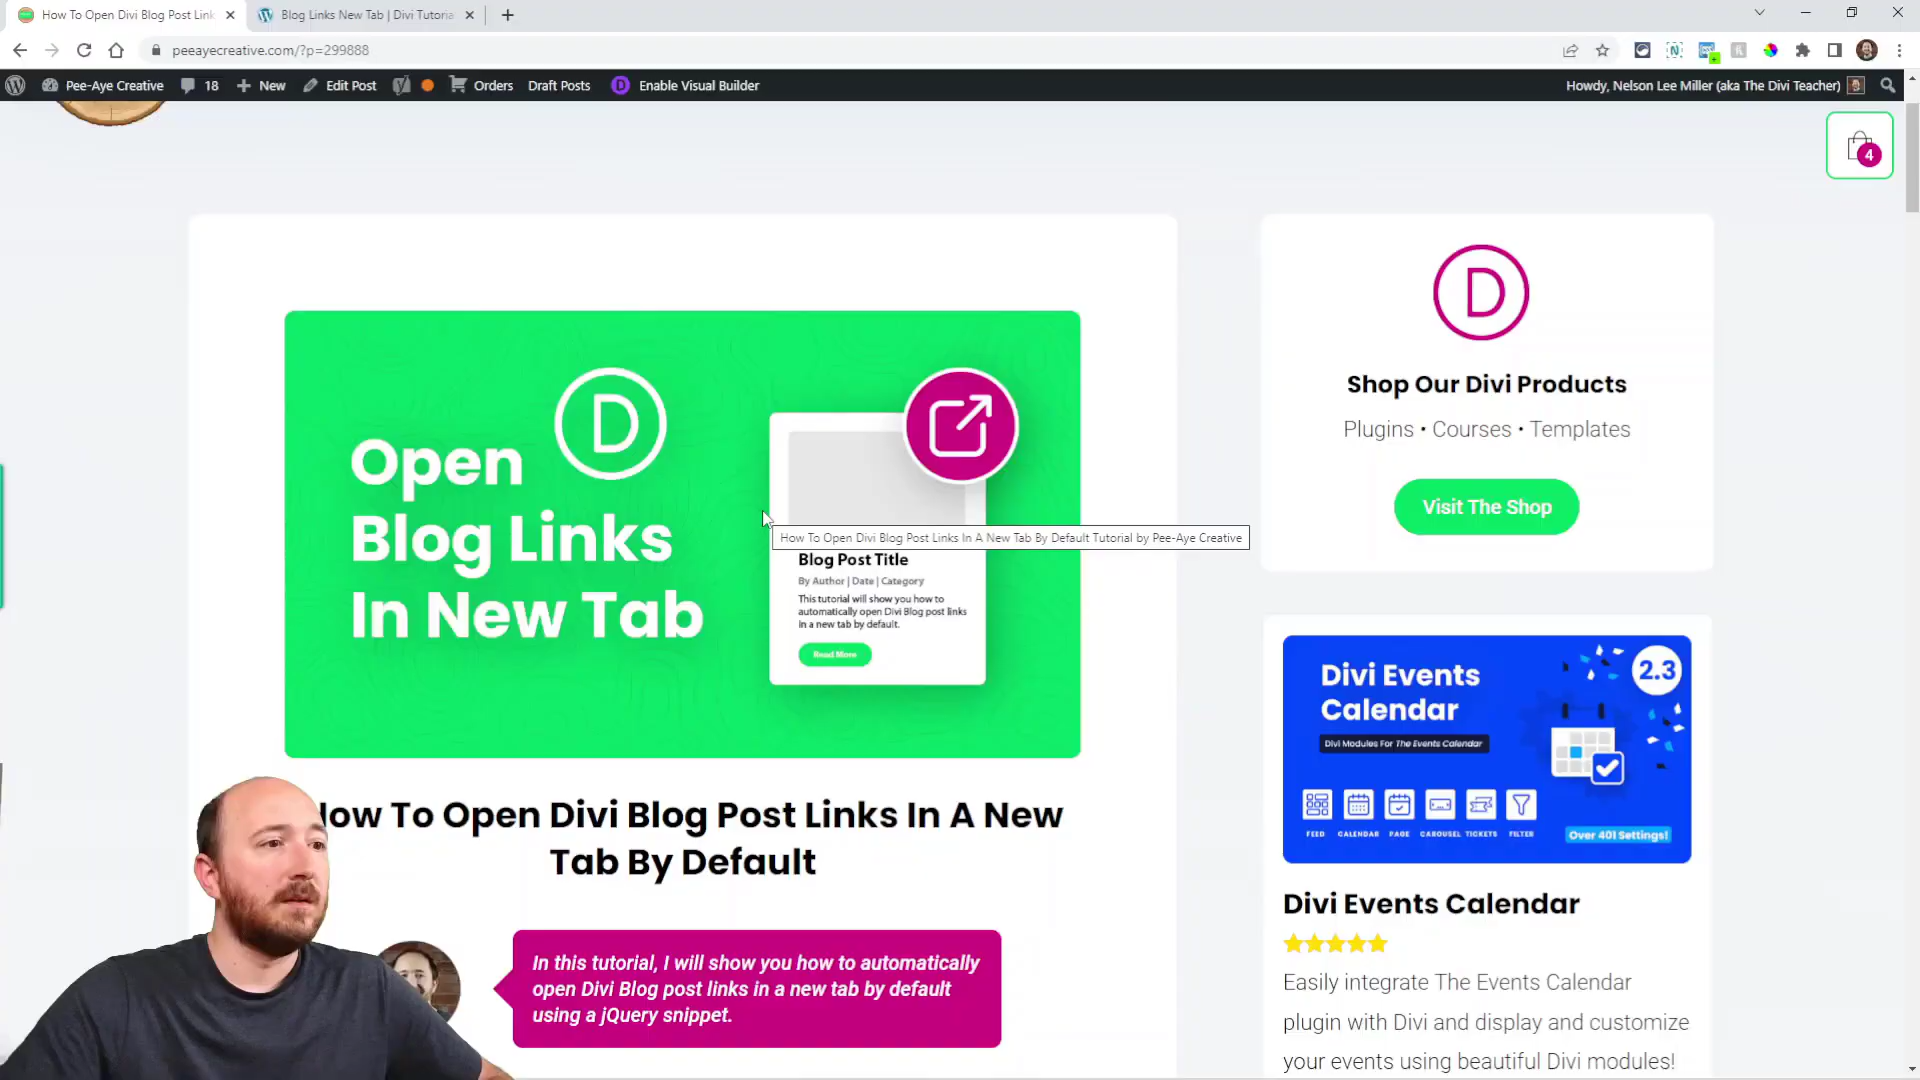 How To Open Divi Blog Post Link
Blog Links New Tab | Divi Tutoria
peeayecreative.com/?p=299888
Pee-Aye Creative
18
New
Edit Post
Orders
Draft Posts
D
Enable Visual Builder
Howdy, Nelson Lee Miller (aka The Divi Teacher)
4
D
Open
Blog Links
In New Tab
How To Open Divi Blog Post Links In A New Tab By Default Tutorial by Pee-Aye Creative
Blog Post Title
By Author | Date | Category
This tutorial will show you how to
automatically open Divi Blog post links
in a new tab by default.
Read More
How To Open Divi Blog Post Links In A New
Tab By Default
In this tutorial, I will show you how to automatically
open Divi Blog post links in a new tab by default
using a jQuery snippet.
D
Shop Our Divi Products
Plugins • Courses • Templates
Visit The Shop
Divi Events
Calendar
2.3
Divi Modules For The Events Calendar
FEED CALENDAR PAGE CAROUSEL TICKETS FILTER
Over 401 Settings!
Divi Events Calendar
Easily integrate The Events Calendar
plugin with Divi and display and customize
your events using beautiful Divi modules!